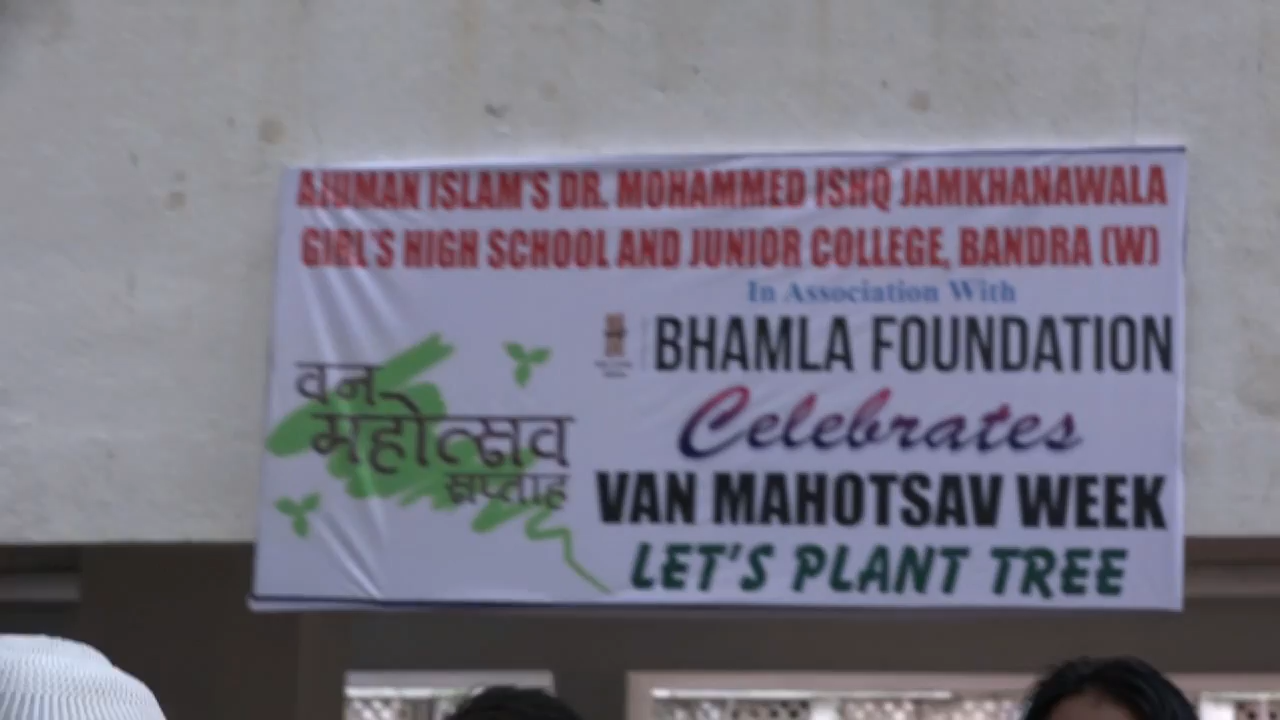 ANJUMAN ISLAM'S DR. MOHAMMED ISHQ JAMKHANAWALA
GIRL'S HIGH SCHOOL AND JUNIOR COLLEGE, BANDRA (W)
In Association With
BHAMLA FOUNDATION
Celebrates
VAN MAHOTSAV WEEK
LET'S PLANT TREE
वन
महोत्सव
सप्ताह